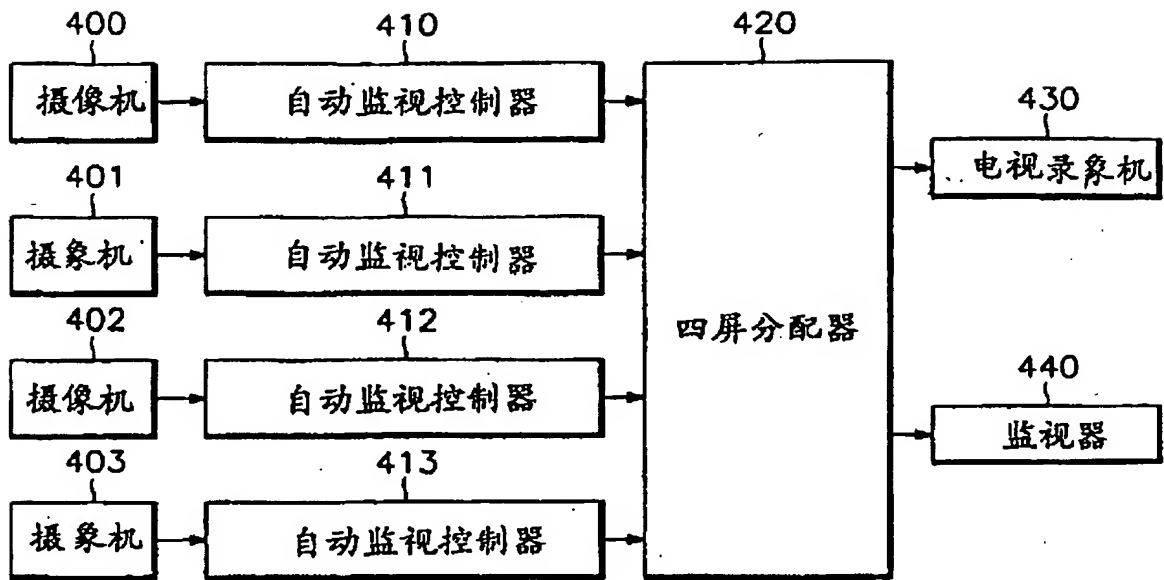 400
410
420
摄像机
自动监视控制器
430
电视录象机
401
411
摄象机
自动监视控制器
四屏分配器
402
412
摄像机
自动监视控制器
440
监视器
403
413
摄象机
自动监视控制器